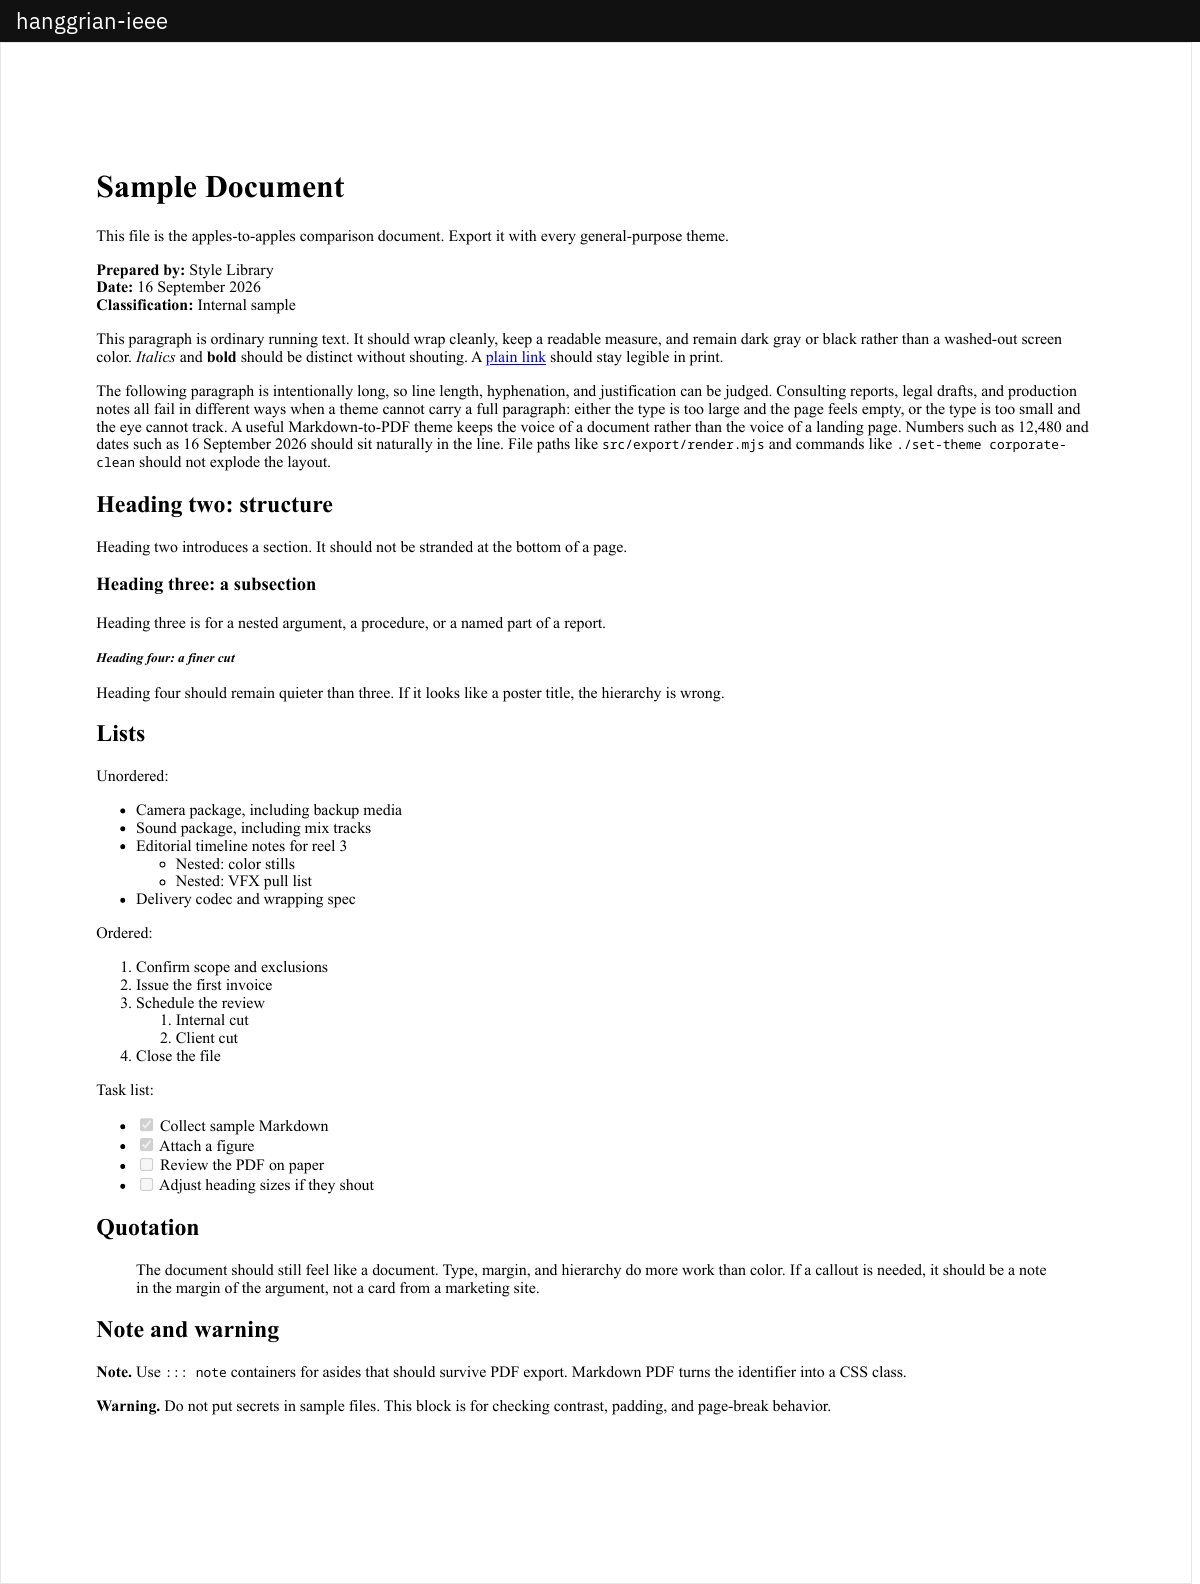 hanggrian-ieee
Sample Document
This file is the apples-to-apples comparison document. Export it with every general-purpose theme.
Prepared by: Style Library
Date: 16 September 2026
Classification: Internal sample
This paragraph is ordinary running text. It should wrap cleanly, keep a readable measure, and remain dark gray or black rather than a washed-out screen
color. Italics and bold should be distinct without shouting. A plain link should stay legible in print.
The following paragraph is intentionally long, so line length, hyphenation, and justification can be judged. Consulting reports, legal drafts, and production
notes all fail in different ways when a theme cannot carry a full paragraph: either the type is too large and the page feels empty, or the type is too small and
the eye cannot track. A useful Markdown-to-PDF theme keeps the voice of a document rather than the voice of a landing page. Numbers such as 12,480 and
dates such as 16 September 2026 should sit naturally in the line. File paths like src/export/render.mjs and commands like ./set-theme corporate-
clean should not explode the layout.
Heading two: structure
Heading two introduces a section. It should not be stranded at the bottom of a page.
Heading three: a subsection
Heading three is for a nested argument, a procedure, or a named part of a report.
Heading four: a finer cut
Heading four should remain quieter than three. If it looks like a poster title, the hierarchy is wrong.
Lists
Unordered:
• Camera package, including backup media
• Sound package, including mix tracks
• Editorial timeline notes for reel 3
◦ Nested: color stills
◦ Nested: VFX pull list
• Delivery codec and wrapping spec
Ordered:
1. Confirm scope and exclusions
2. Issue the first invoice
3. Schedule the review
1. Internal cut
2. Client cut
4. Close the file
Task list:
• Collect sample Markdown
• Attach a figure
• Review the PDF on paper
• Adjust heading sizes if they shout
Quotation
The document should still feel like a document. Type, margin, and hierarchy do more work than color. If a callout is needed, it should be a note
in the margin of the argument, not a card from a marketing site.
Note and warning
Note. Use ::: note containers for asides that should survive PDF export. Markdown PDF turns the identifier into a CSS class.
Warning. Do not put secrets in sample files. This block is for checking contrast, padding, and page-break behavior.